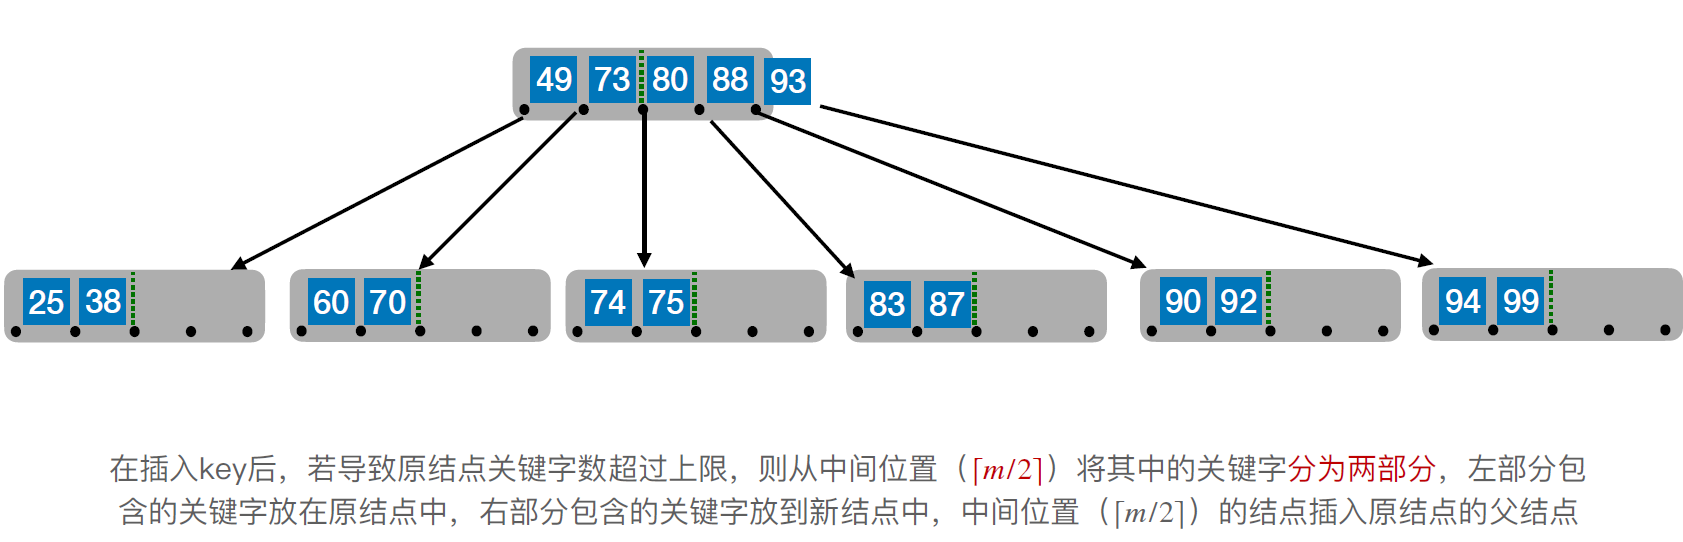 49 73 80 88 93
25 38 60 70 74 75 83 87 90 92 94 99
在插入key后，若导致原结点关键字数超过上限，则从中间位置（⌈m/2⌉）将其中的关键字分为两部分，左部分包
含的关键字放在原结点中，右部分包含的关键字放到新结点中，中间位置（⌈m/2⌉）的结点插入原结点的父结点